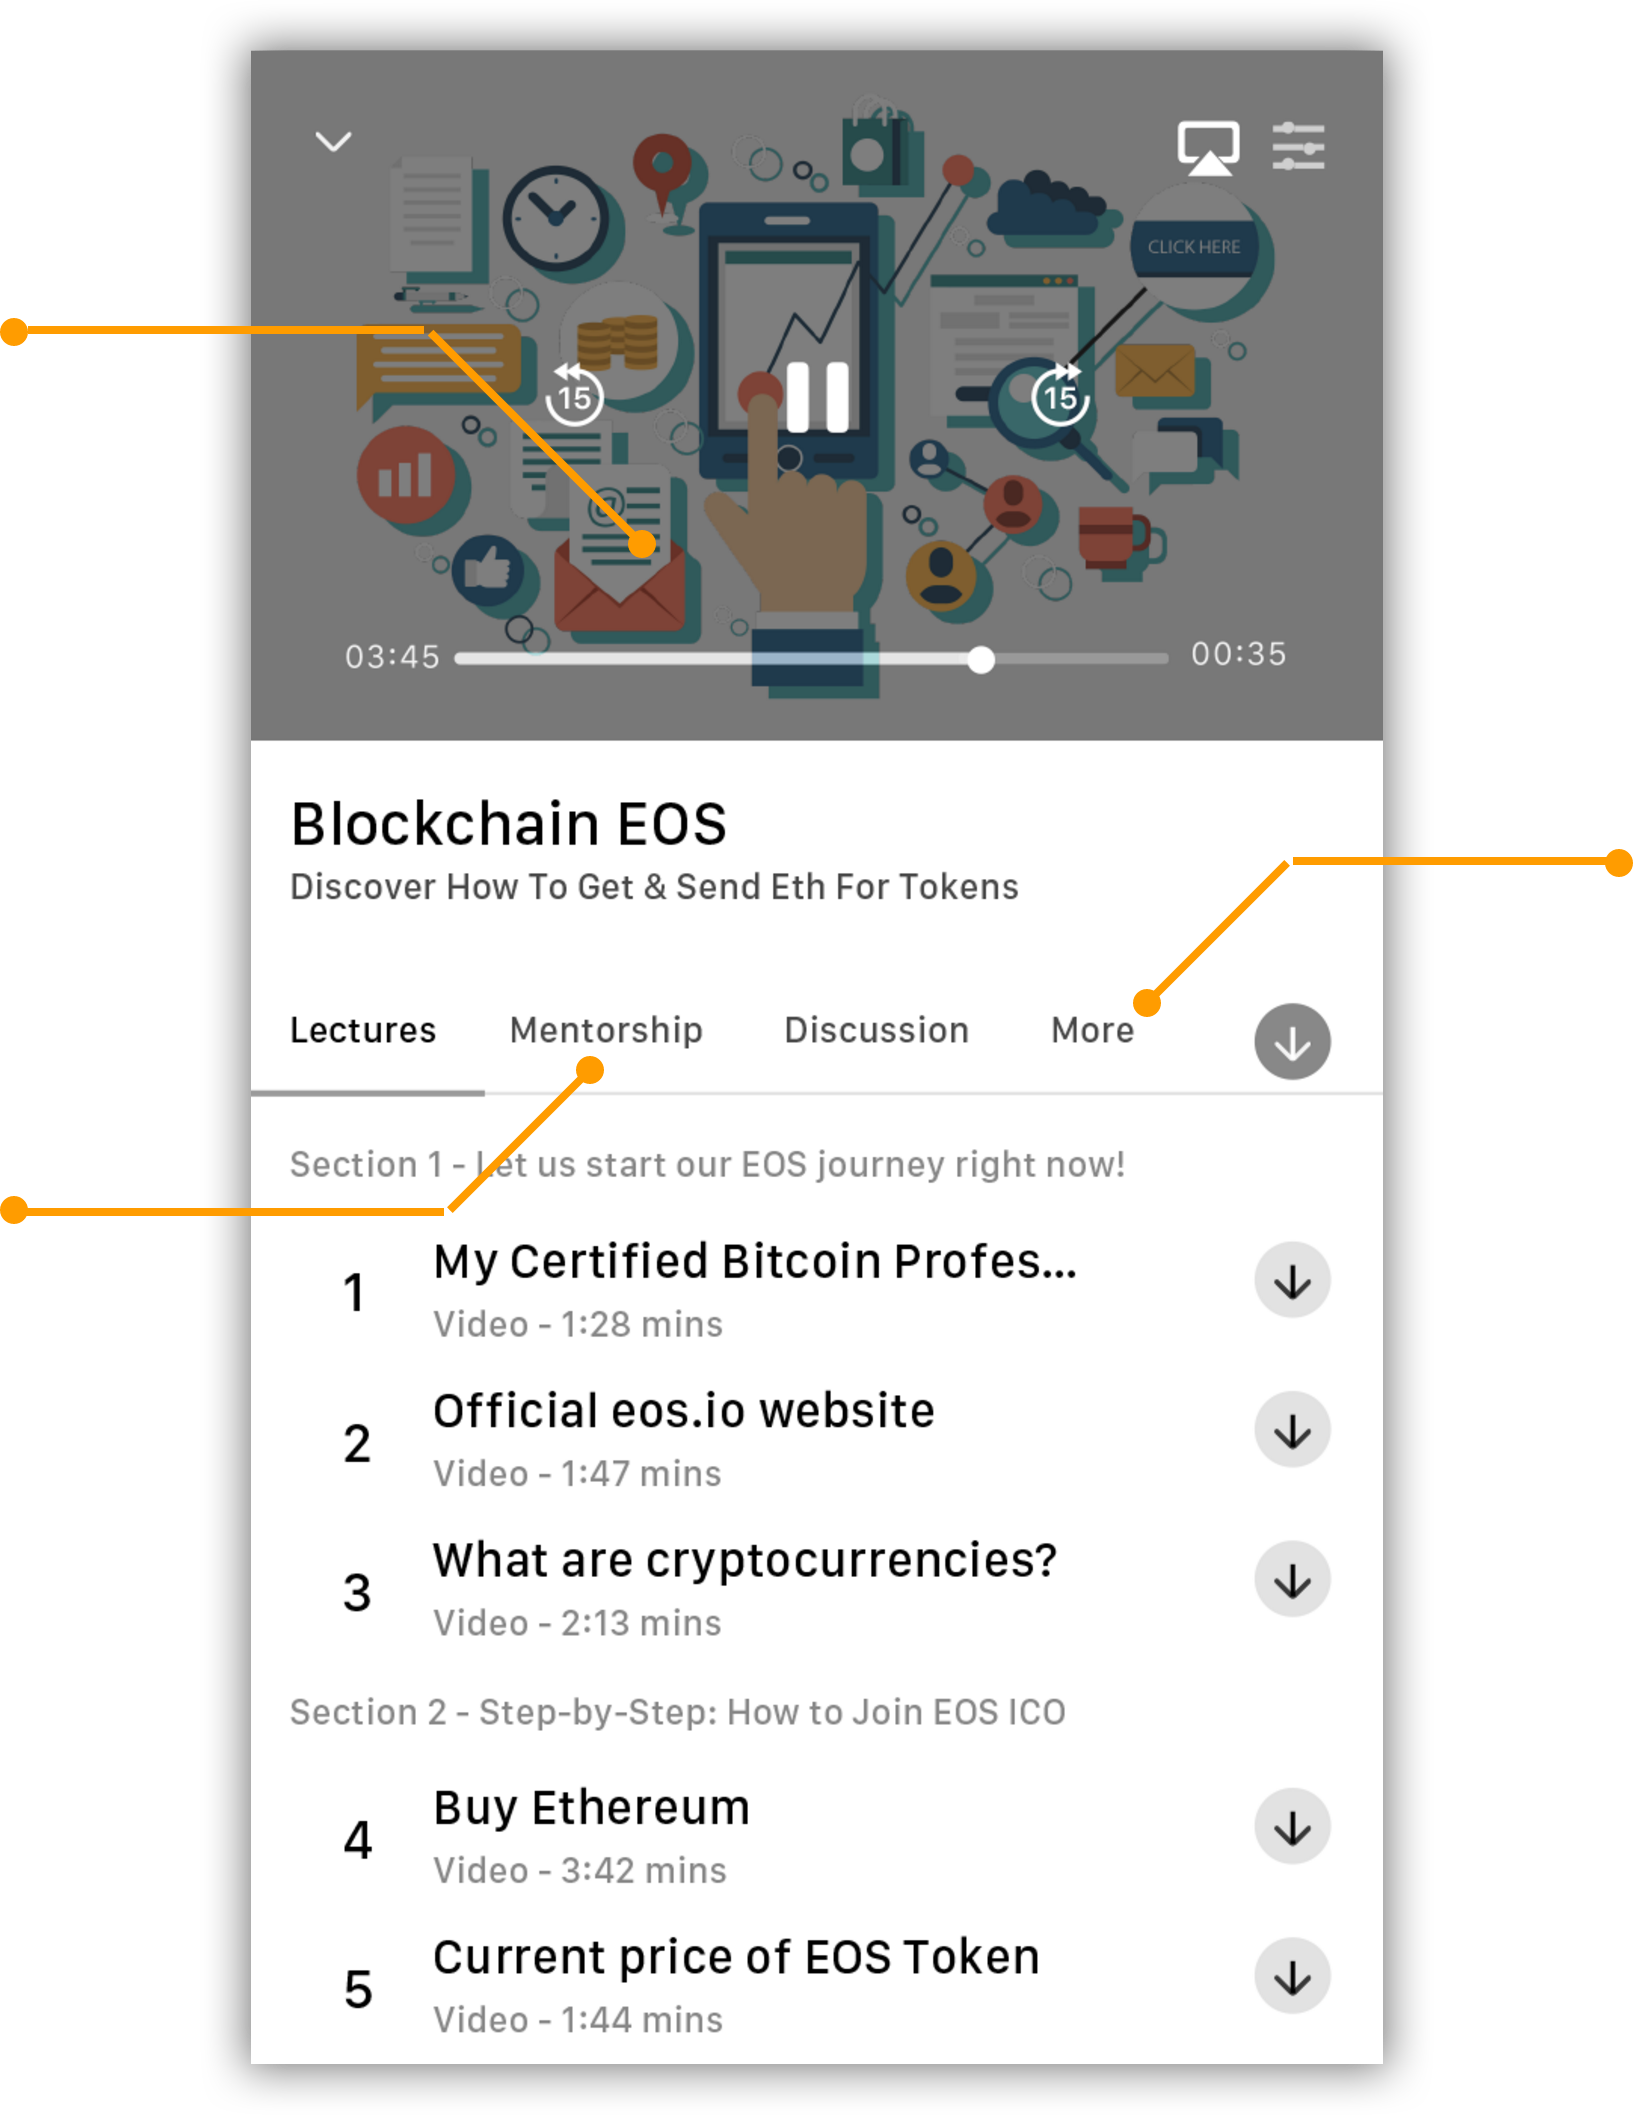 CLICK HERE
15
15
@
03:45
00:35
Blockchain EOS
Discover How To Get & Send Eth For Tokens
Lectures Mentorship Discussion More
Section 1 - Let us start our EOS journey right now!
1
My Certified Bitcoin Profes...
Video - 1:28 mins
2
Official eos.io website
Video - 1:47 mins
3
What are cryptocurrencies?
Video - 2:13 mins
Section 2 - Step-by-Step: How to Join EOS ICO
4
Buy Ethereum
Video - 3:42 mins
5
Current price of EOS Token
Video - 1:44 mins